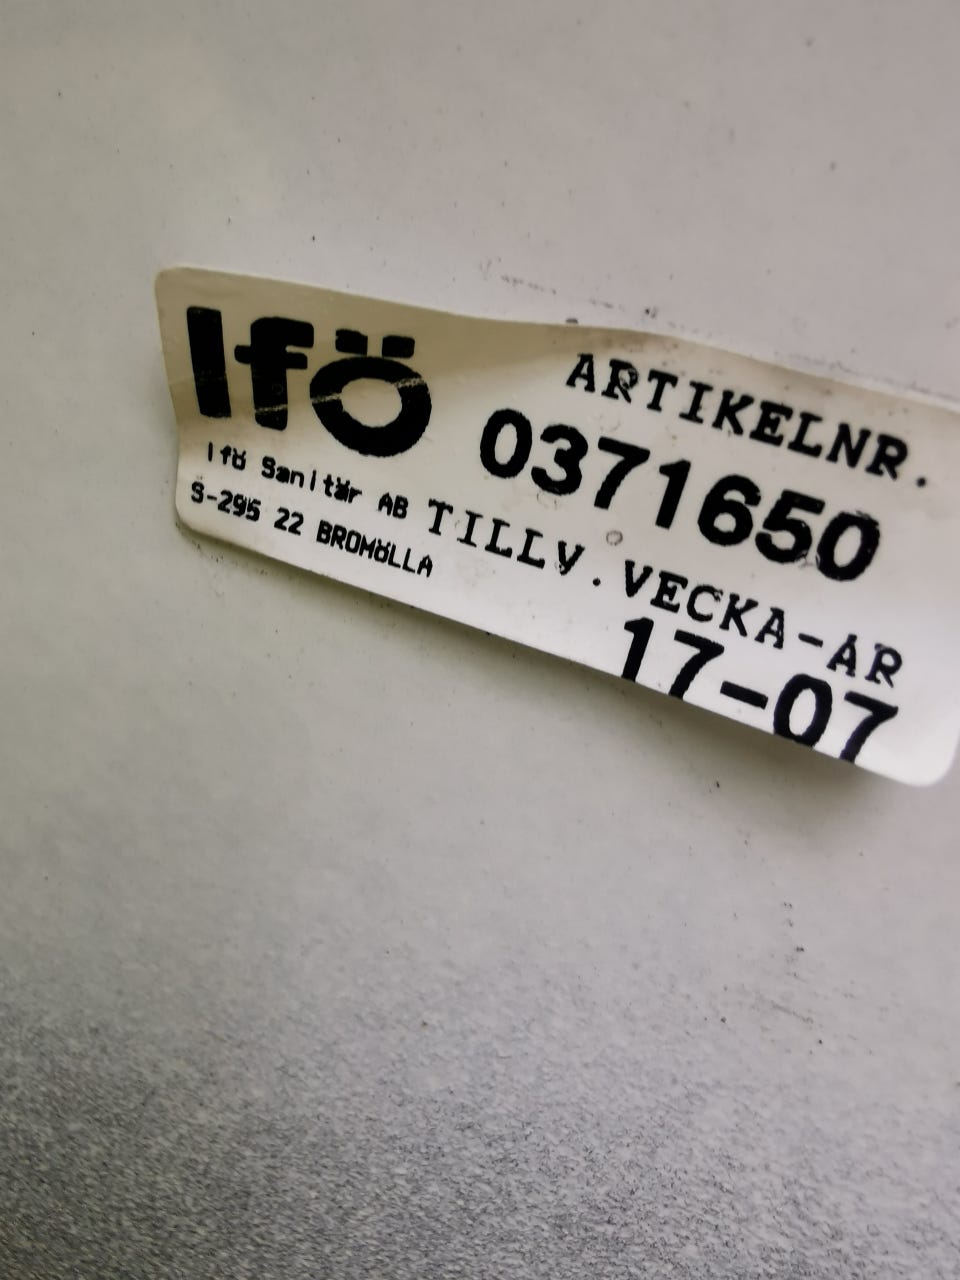 Ifö
ARTIKELNR.
0371650
Ifö Sanitär AB
S-295 22 BROMÖLLA
TILLV.VECKA-ÅR
17-07